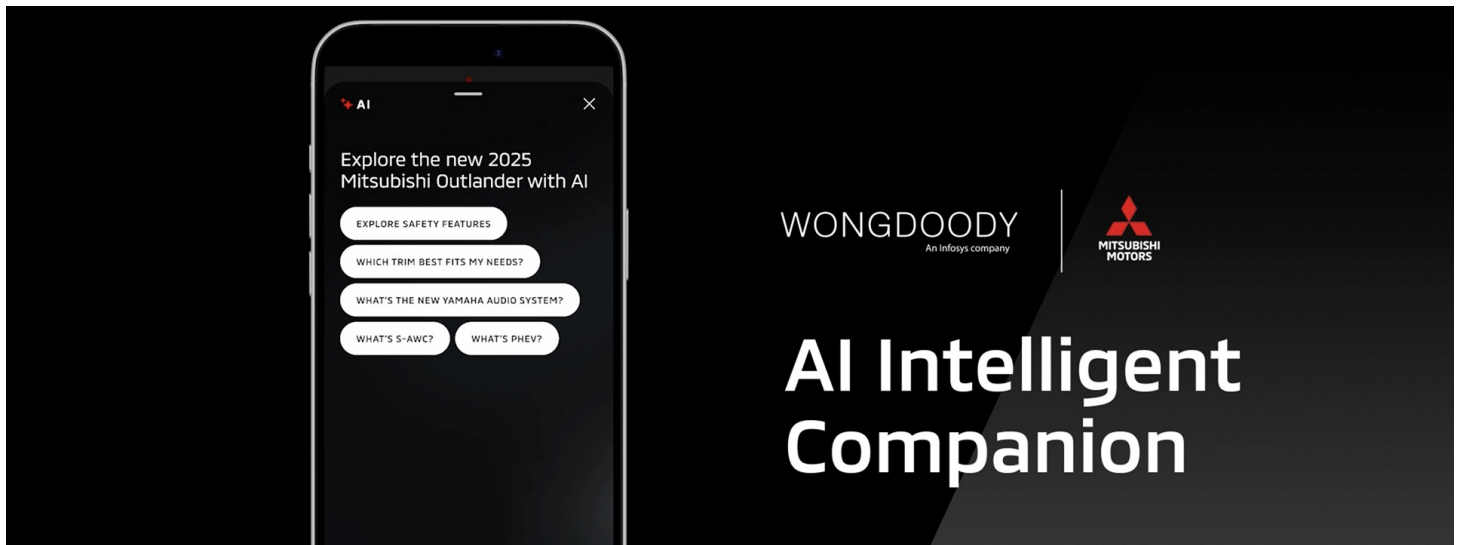 AI
Explore the new 2025
Mitsubishi Outlander with AI
EXPLORE SAFETY FEATURES
WHICH TRIM BEST FITS MY NEEDS?
WHAT'S THE NEW YAMAHA AUDIO SYSTEM?
WHAT'S S-AWC?
WHAT'S PHEV?
WONGDOODY
An Infosys company
MITSUBISHI
MOTORS
AI Intelligent
Companion